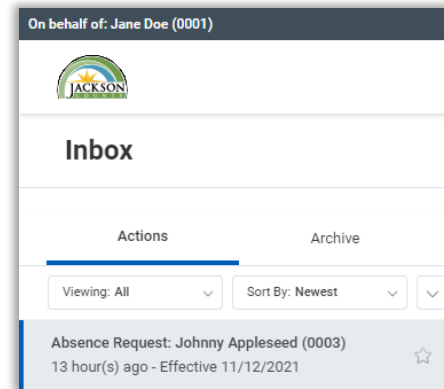 On behalf of: Jane Doe (0001)
JACKSON
COUNTY
Inbox
Actions
Archive
Viewing: All
Sort By: Newest
Absence Request: Johnny Appleseed (0003)
13 hour(s) ago - Effective 11/12/2021